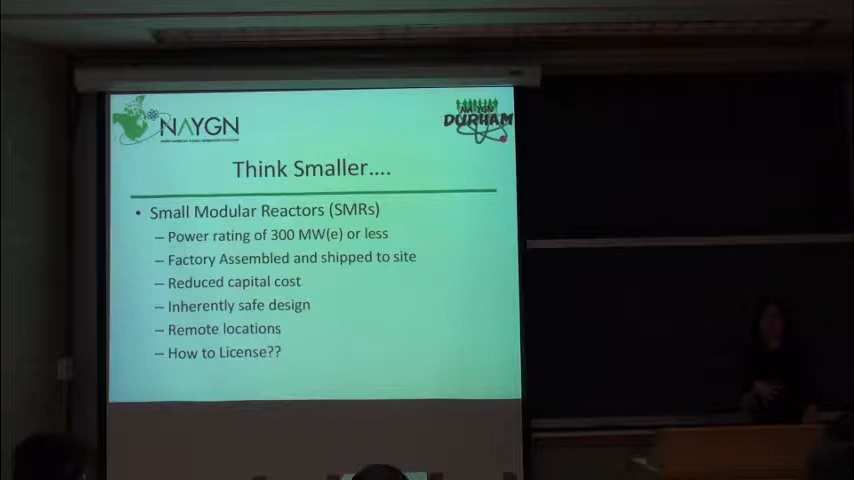 NAYGN
NA-YGN
DURHAM
Think Smaller....
• Small Modular Reactors (SMRs)
– Power rating of 300 MW(e) or less
– Factory Assembled and shipped to site
– Reduced capital cost
– Inherently safe design
– Remote locations
– How to License??